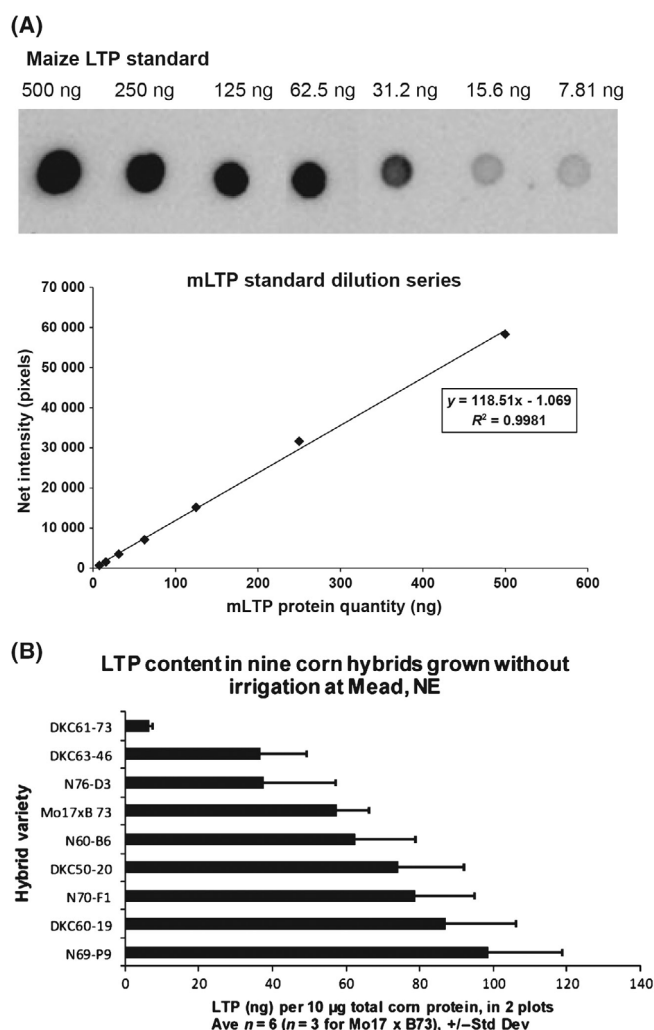 (A)
Maize LTP standard
500 ng 250 ng 125 ng 62.5 ng 31.2 ng 15.6 ng 7.81 ng
mLTP standard dilution series
70 000
60 000
50 000
40 000
30 000
20 000
10 000
0
Net intensity (pixels)
y = 118.51x - 1.069
R² = 0.9981
0 100 200 300 400 500 600
mLTP protein quantity (ng)
(B)
LTP content in nine corn hybrids grown without
irrigation at Mead, NE
Hybrid variety
DKC61-73
DKC63-46
N76-D3
Mo17xB 73
N60-B6
DKC50-20
N70-F1
DKC60-19
N69-P9
0 20 40 60 80 100 120 140
LTP (ng) per 10 µg total corn protein, in 2 plots
Ave n = 6 (n = 3 for Mo17 x B73), +/–Std Dev